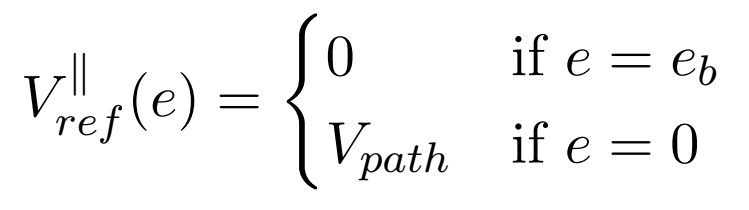 $V_{ref}^{\parallel}(e) = \begin{cases} 0 & \text{if } e = e_b \\ V_{path} & \text{if } e = 0 \end{cases}$